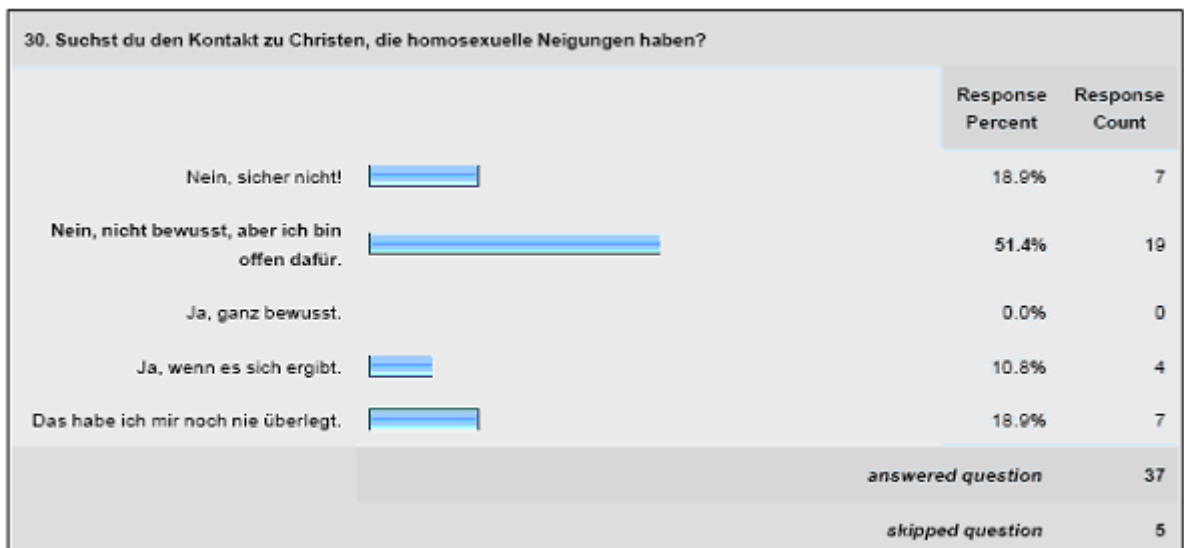 30. Suchst du den Kontakt zu Christen, die homosexuelle Neigungen haben?
Response Response
Percent Count
Nein, sicher nicht! 18.9% 7
Nein, nicht bewusst, aber ich bin
offen dafür. 51.4% 19
Ja, ganz bewusst. 0.0% 0
Ja, wenn es sich ergibt. 10.8% 4
Das habe ich mir noch nie überlegt. 18.9% 7
answered question 37
skipped question 5